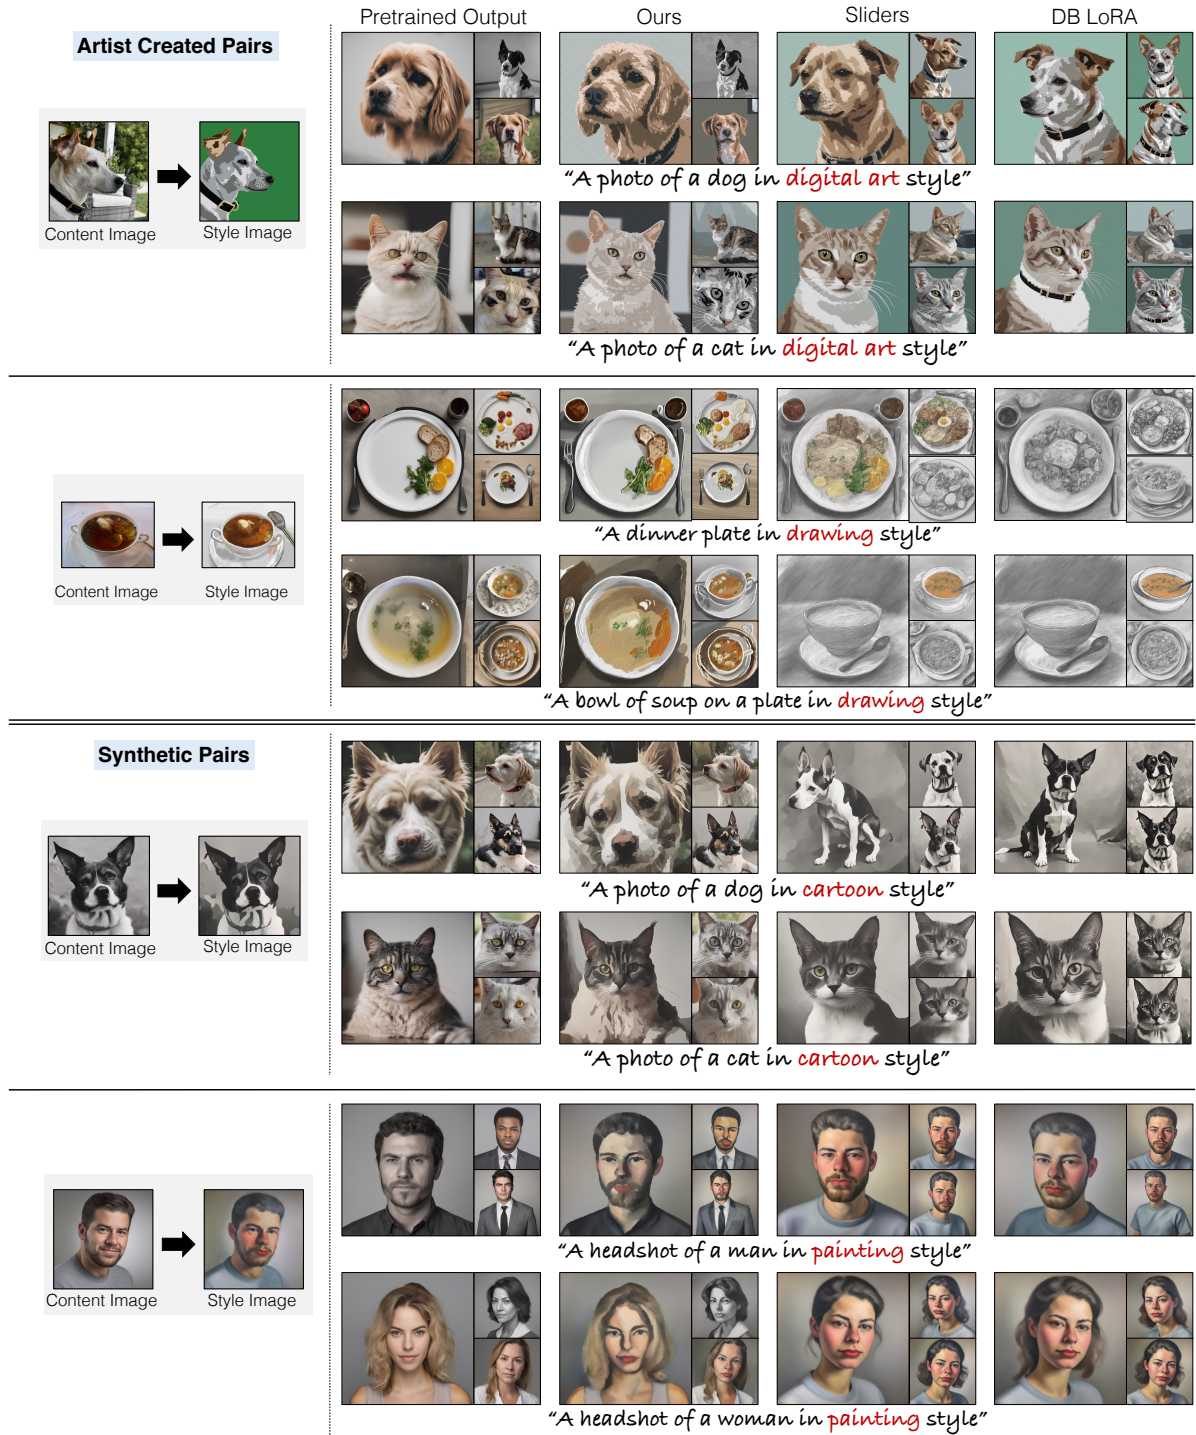 Pretrained Output Ours Sliders DB LoRA
Artist Created Pairs
Content Image Style Image
"A photo of a dog in digital art style"
"A photo of a cat in digital art style"
Content Image Style Image
"A dinner plate in drawing style"
"A bowl of soup on a plate in drawing style"
Synthetic Pairs
Content Image Style Image
"A photo of a dog in cartoon style"
"A photo of a cat in cartoon style"
Content Image Style Image
"A headshot of a man in painting style"
"A headshot of a woman in painting style"